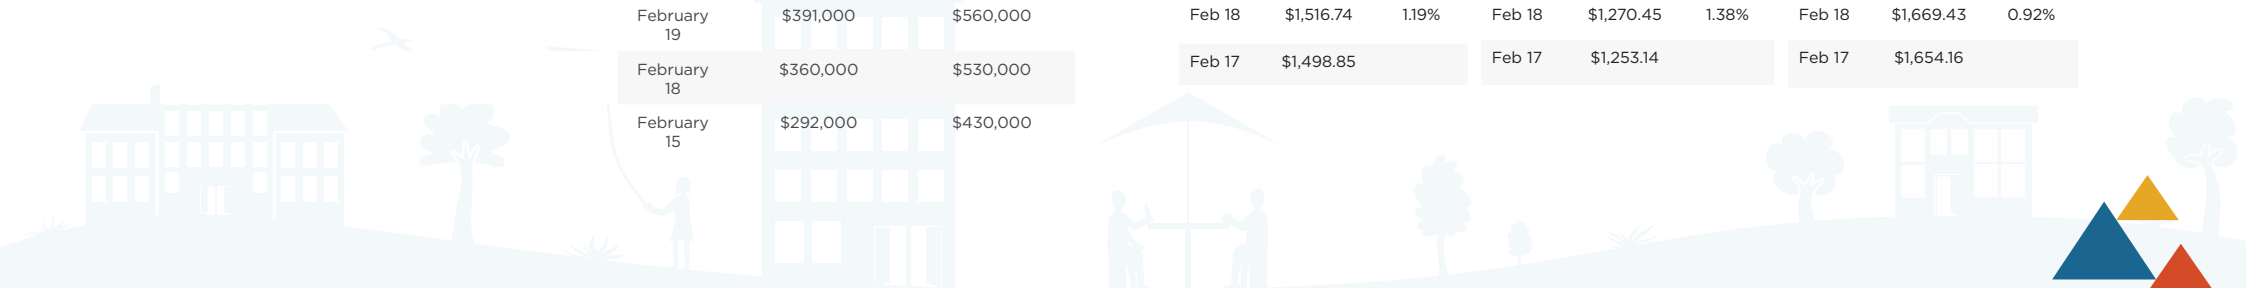 February $391,000 $560,000
19
February $360,000 $530,000
18
February $292,000 $430,000
15
Feb 18 $1,516.74 1.19%
Feb 17 $1,498.85
Feb 18 $1,270.45 1.38%
Feb 17 $1,253.14
Feb 18 $1,669.43 0.92%
Feb 17 $1,654.16